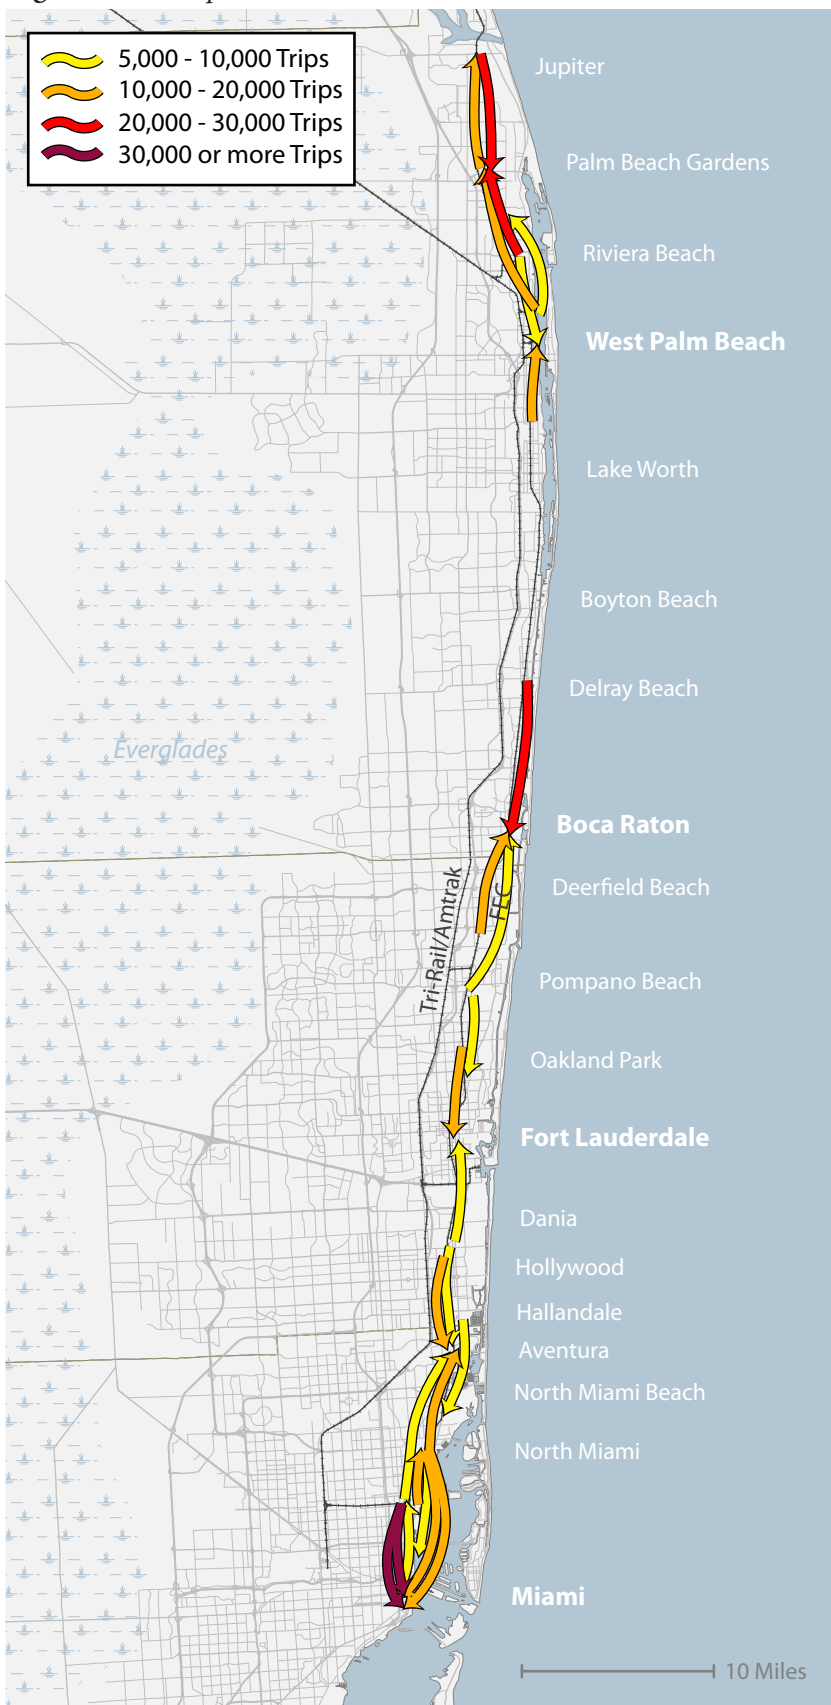 5,000 - 10,000 Trips
10,000 - 20,000 Trips
20,000 - 30,000 Trips
30,000 or more Trips
Jupiter
Palm Beach Gardens
Riviera Beach
West Palm Beach
Lake Worth
Boyton Beach
Delray Beach
Everglades
Boca Raton
Deerfield Beach
FEC
Tri-Rail/Amtrak
Pompano Beach
Oakland Park
Fort Lauderdale
Dania
Hollywood
Hallandale
Aventura
North Miami Beach
North Miami
Miami
10 Miles